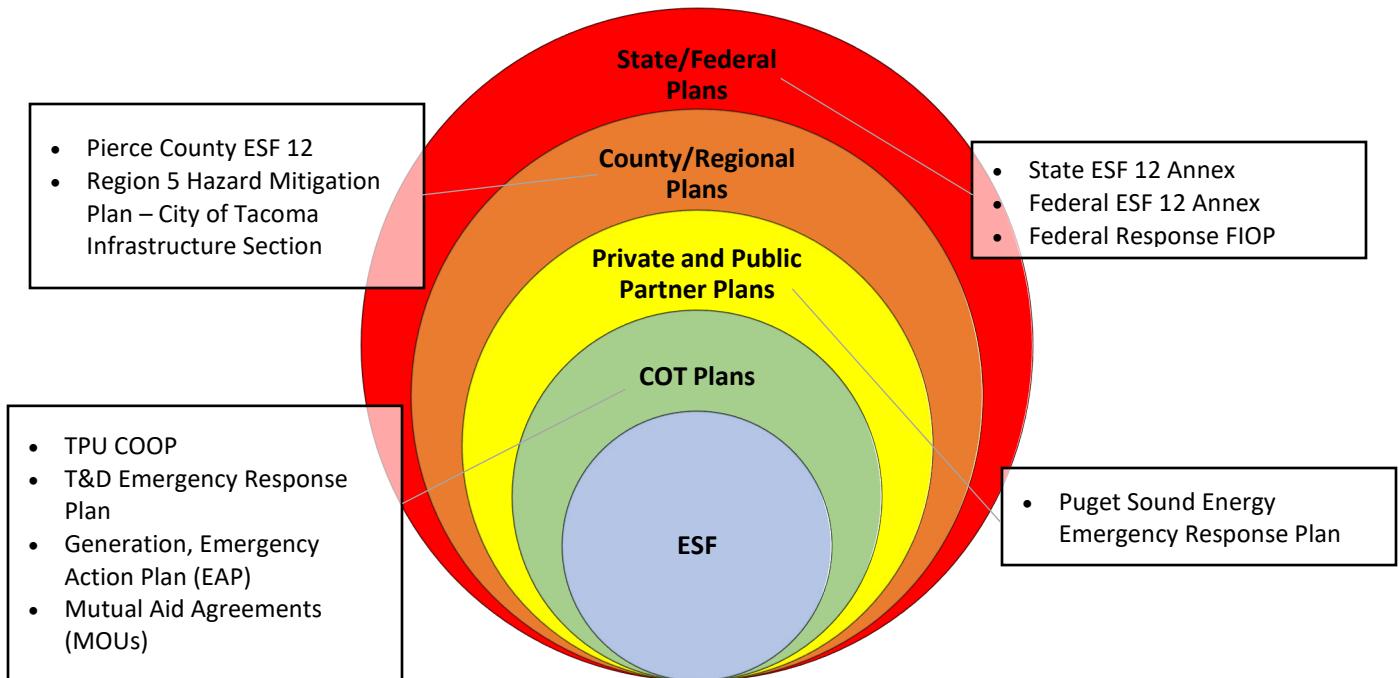 State/Federal
Plans
• Pierce County ESF 12
• Region 5 Hazard Mitigation
Plan – City of Tacoma
Infrastructure Section
County/Regional
Plans
• State ESF 12 Annex
• Federal ESF 12 Annex
• Federal Response FIOP
Private and Public
Partner Plans
COT Plans
• TPU COOP
• T&D Emergency Response
Plan
• Generation, Emergency
Action Plan (EAP)
• Mutual Aid Agreements
(MOUs)
• Puget Sound Energy
Emergency Response Plan
ESF